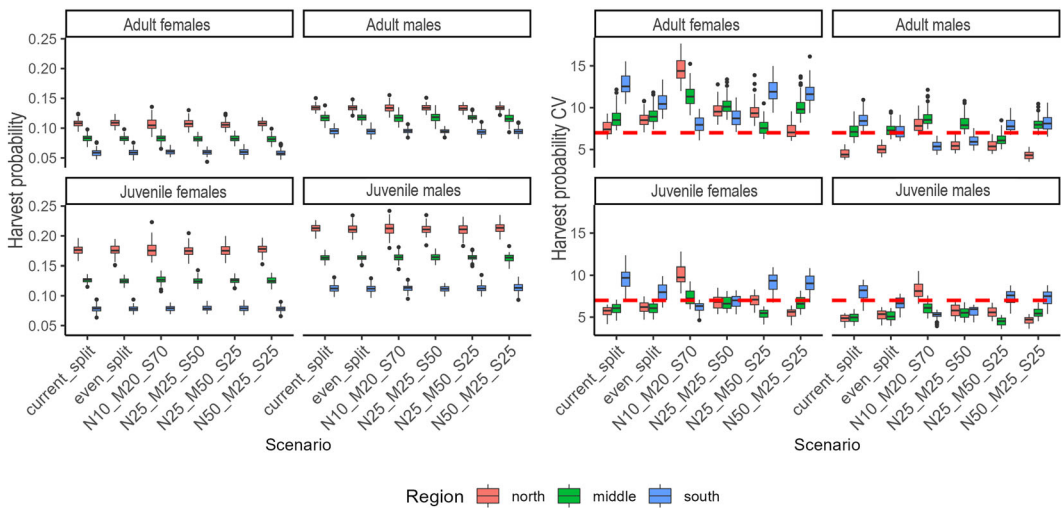 Adult females
Adult males
Adult females
Adult males
Harvest probability
0.25
0.20
0.15
0.10
0.05
Harvest probability CV
15
10
5
Juvenile females
Juvenile males
Juvenile females
Juvenile males
0.25
0.20
0.15
0.10
0.05
15
10
5
current_split
even_split
N10_M20_S70
N25_M25_S50
N25_M50_S25
N50_M25_S25
current_split
even_split
N10_M20_S70
N25_M25_S50
N25_M50_S25
N50_M25_S25
current_split
even_split
N10_M20_S70
N25_M25_S50
N25_M50_S25
N50_M25_S25
current_split
even_split
N10_M20_S70
N25_M25_S50
N25_M50_S25
N50_M25_S25
Scenario
Scenario
Region north middle south